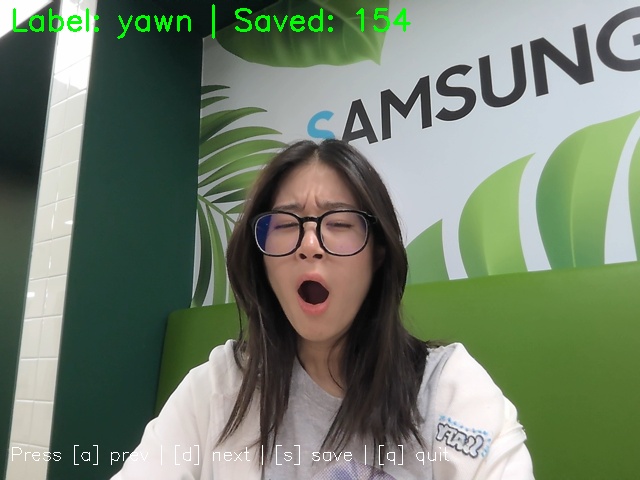 Label: yawn | Saved: 154
SAMSUNG
Press [a] prev | [d] next | [s] save | [q] quit